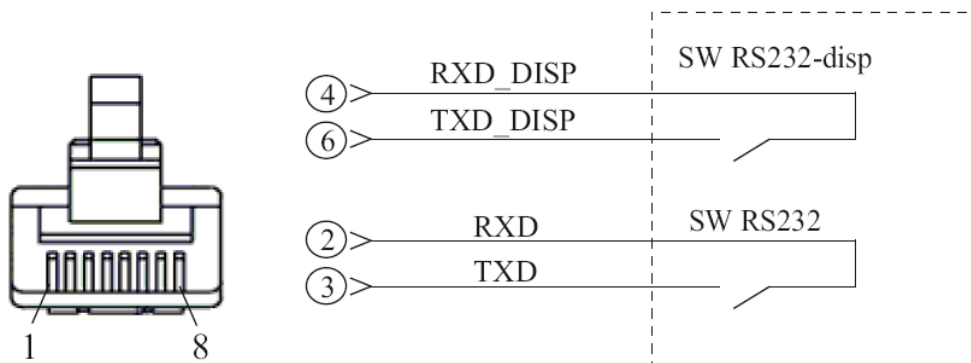 SW RS232-disp
4 RXD_DISP
6 TXD_DISP
SW RS232
2 RXD
3 TXD
1 8